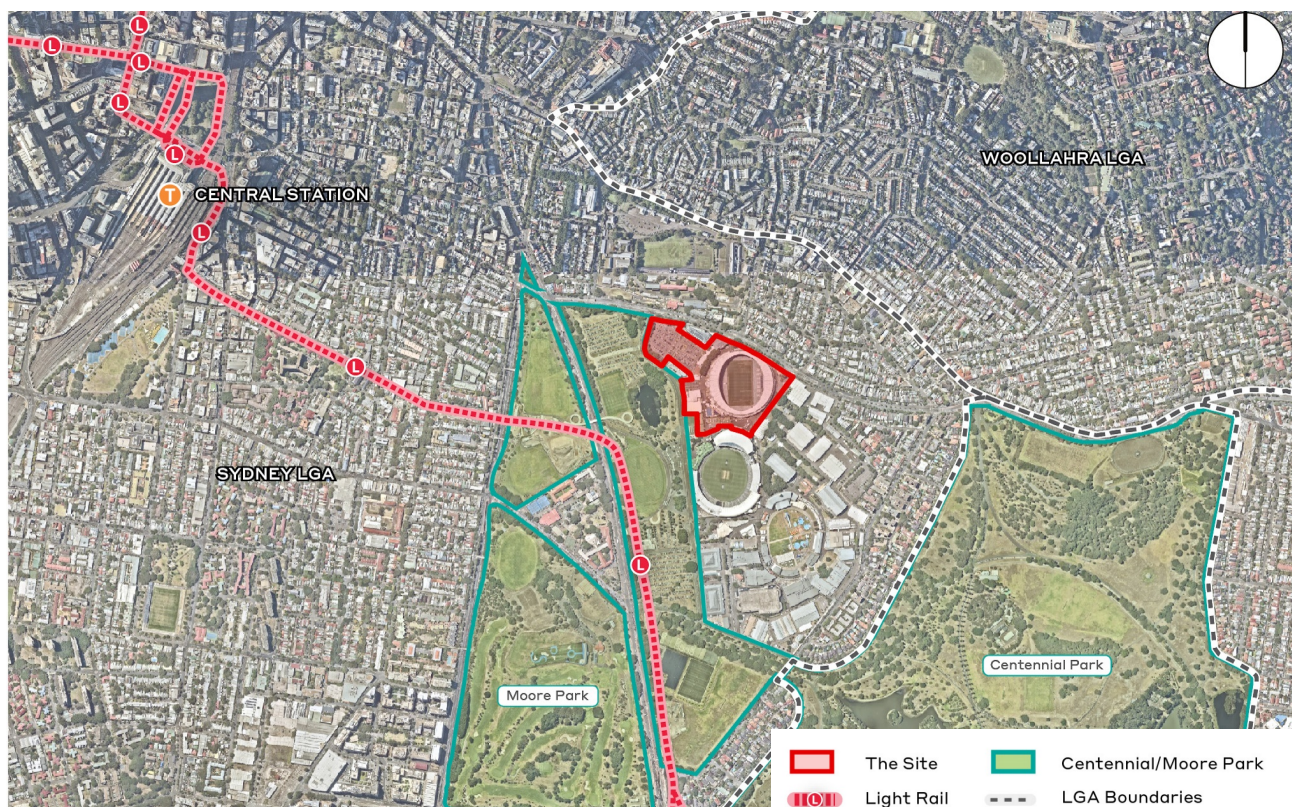 L
L
L
L
WOOLLAHRA LGA
T
CENTRAL STATION
L
L
SYDNEY LGA
L
Centennial Park
Moore Park
The Site
Centennial/Moore Park
L
Light Rail
LGA Boundaries